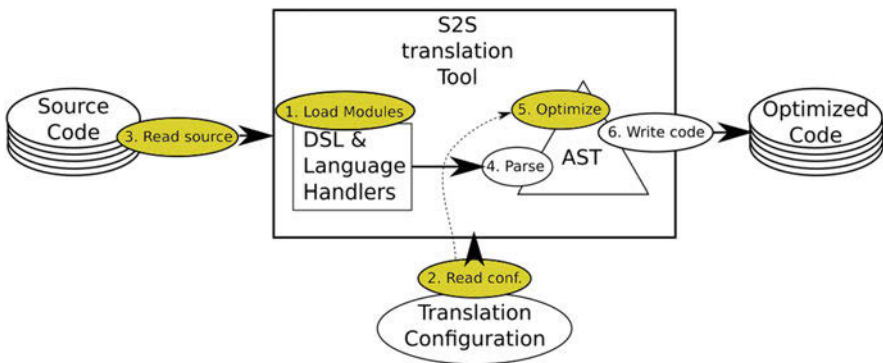 S2S
translation
Tool
Source
Code
3. Read source
1. Load Modules
DSL &
Language
Handlers
4. Parse
5. Optimize
AST
6. Write code
Optimized
Code
2. Read conf.
Translation
Configuration